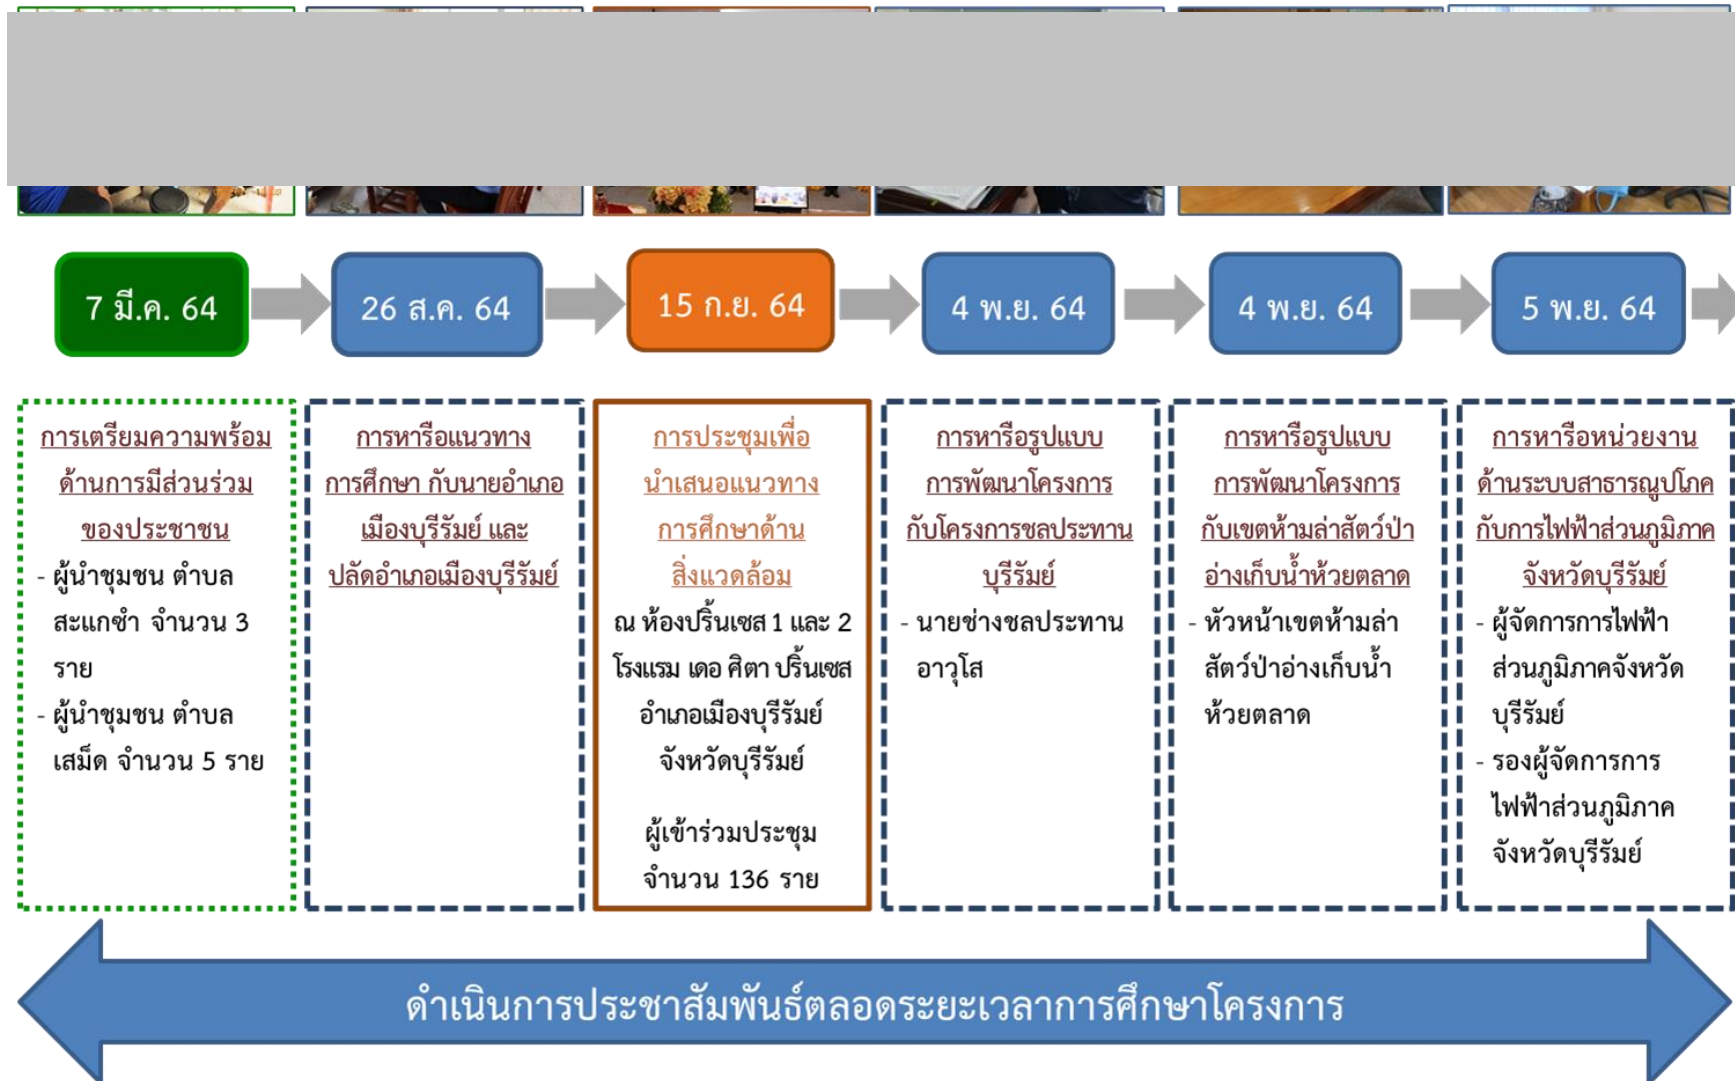 7 มี.ค. 64
26 ส.ค. 64
15 ก.ย. 64
4 พ.ย. 64
4 พ.ย. 64
5 พ.ย. 64
การเตรียมความพร้อม
ด้านการมีส่วนร่วม
ของประชาชน
- ผู้นำชุมชน ตำบล
สะแกซำ จำนวน 3
ราย
- ผู้นำชุมชน ตำบล
เสม็ด จำนวน 5 ราย
การหารือแนวทาง
การศึกษา กับนายอำเภอ
เมืองบุรีรัมย์ และ
ปลัดอำเภอเมืองบุรีรัมย์
การประชุมเพื่อ
นำเสนอแนวทาง
การศึกษาด้าน
สิ่งแวดล้อม
ณ ห้องปริ้นเซส 1 และ 2
โรงแรม เดอ ศิตา ปริ้นเซส
อำเภอเมืองบุรีรัมย์
จังหวัดบุรีรัมย์
ผู้เข้าร่วมประชุม
จำนวน 136 ราย
การหารือรูปแบบ
การพัฒนาโครงการ
กับโครงการชลประทาน
บุรีรัมย์
- นายช่างชลประทาน
อาวุโส
การหารือรูปแบบ
การพัฒนาโครงการ
กับเขตห้ามล่าสัตว์ป่า
อ่างเก็บน้ำห้วยตลาด
- หัวหน้าเขตห้ามล่า
สัตว์ป่าอ่างเก็บน้ำ
ห้วยตลาด
การหารือหน่วยงาน
ด้านระบบสาธารณูปโภค
กับการไฟฟ้าส่วนภูมิภาค
จังหวัดบุรีรัมย์
- ผู้จัดการการไฟฟ้า
ส่วนภูมิภาคจังหวัด
บุรีรัมย์
- รองผู้จัดการการ
ไฟฟ้าส่วนภูมิภาค
จังหวัดบุรีรัมย์
ดำเนินการประชาสัมพันธ์ตลอดระยะเวลาการศึกษาโครงการ